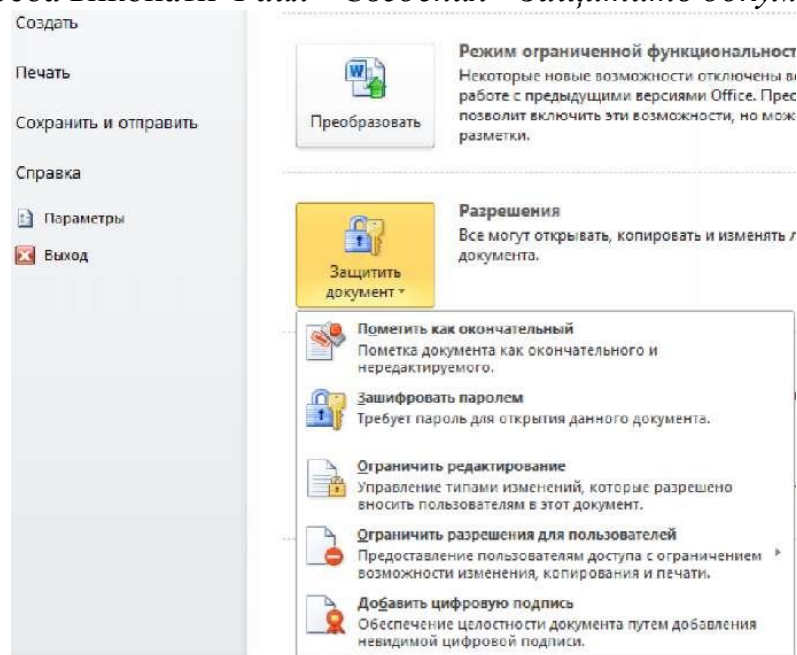 виконати Файл – Сведения – Защитить
Создать
Печать
Сохранить и отправить
Справка
Параметры
Выход
Преобразовать
Режим ограниченной
Некоторые новые возможности отключены
работе с предыдущими версиями Office.
позволит включить эти возможности, но
разметки.
Защитить
документ
Разрешения
Все могут открывать, копировать и изменять
документа.
Пометить как окончательный
Пометка документа как окончательного и
нередактируемого.
Зашифровать паролем
Требует пароль для открытия данного документа.
Ограничить редактирование
Управление типами изменений, которые разрешено
вносить пользователям в этот документ.
Ограничить разрешения для пользователей
Предоставление пользователям доступа с ограничением
возможности изменения, копирования и печати.
Добавить цифровую подпись
Обеспечение целостности документа путем добавления
невидимой цифровой подписи.